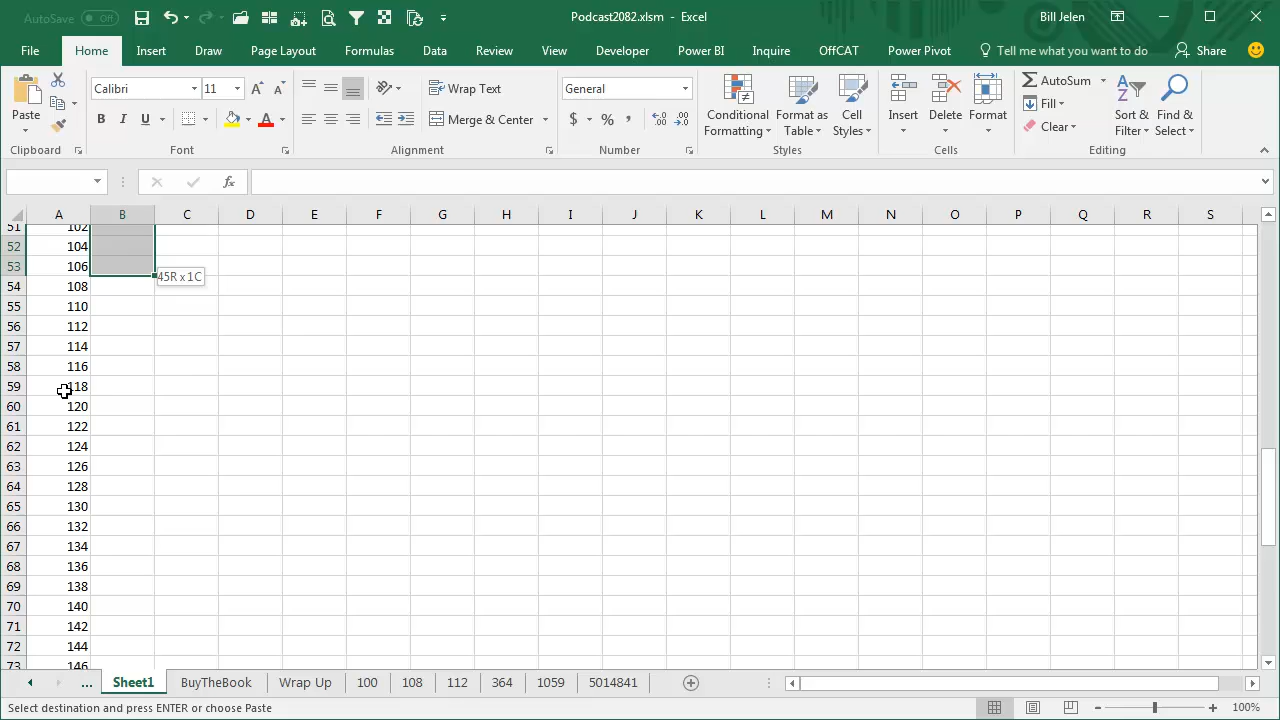 AutoSave Off
Podcast2082.xlsm - Excel
Bill Jelen
File Home Insert Draw Page Layout Formulas Data Review View Developer Power BI Inquire OffCAT Power Pivot Tell me what you want to do Share
Paste
Clipboard
Calibri 11
B I U A
Font
Wrap Text
Merge & Center
Alignment
General
$ % ,
Number
Conditional Formatting
Format as Table
Cell Styles
Styles
Insert Delete Format
Cells
AutoSum
Fill
Clear
Sort & Filter
Find & Select
Editing
fx
A B C D E F G H I J K L M N O P Q R S
51 102
52 104
53 106
45R x 1C
54 108
55 110
56 112
57 114
58 116
59 118
60 120
61 122
62 124
63 126
64 128
65 130
66 132
67 134
68 136
69 138
70 140
71 142
72 144
73 146
... Sheet1 BuyTheBook Wrap Up 100 108 112 364 1059 5014841
Select destination and press ENTER or choose Paste
100%